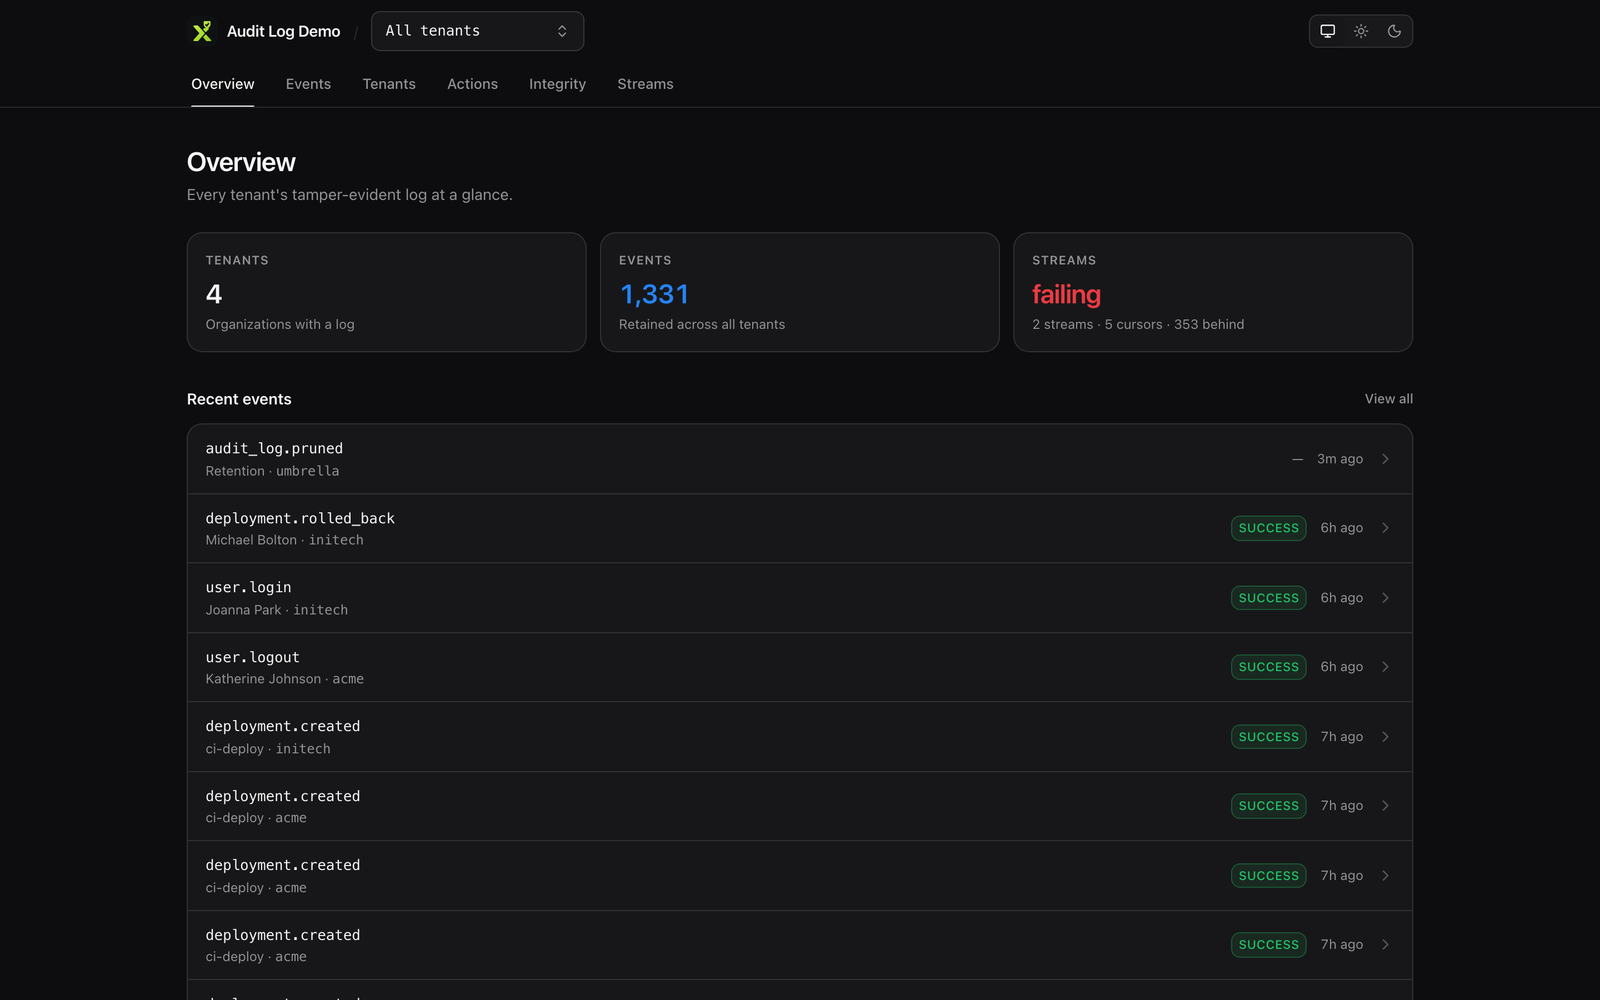 Audit Log Demo / All tenants
Overview Events Tenants Actions Integrity Streams
Overview
Every tenant's tamper-evident log at a glance.
TENANTS
4
Organizations with a log
EVENTS
1,331
Retained across all tenants
STREAMS
failing
2 streams · 5 cursors · 353 behind
Recent events
View all
audit_log.pruned
Retention · umbrella
— 3m ago
deployment.rolled_back
Michael Bolton · initech
SUCCESS 6h ago
user.login
Joanna Park · initech
SUCCESS 6h ago
user.logout
Katherine Johnson · acme
SUCCESS 6h ago
deployment.created
ci-deploy · initech
SUCCESS 7h ago
deployment.created
ci-deploy · acme
SUCCESS 7h ago
deployment.created
ci-deploy · acme
SUCCESS 7h ago
deployment.created
ci-deploy · acme
SUCCESS 7h ago